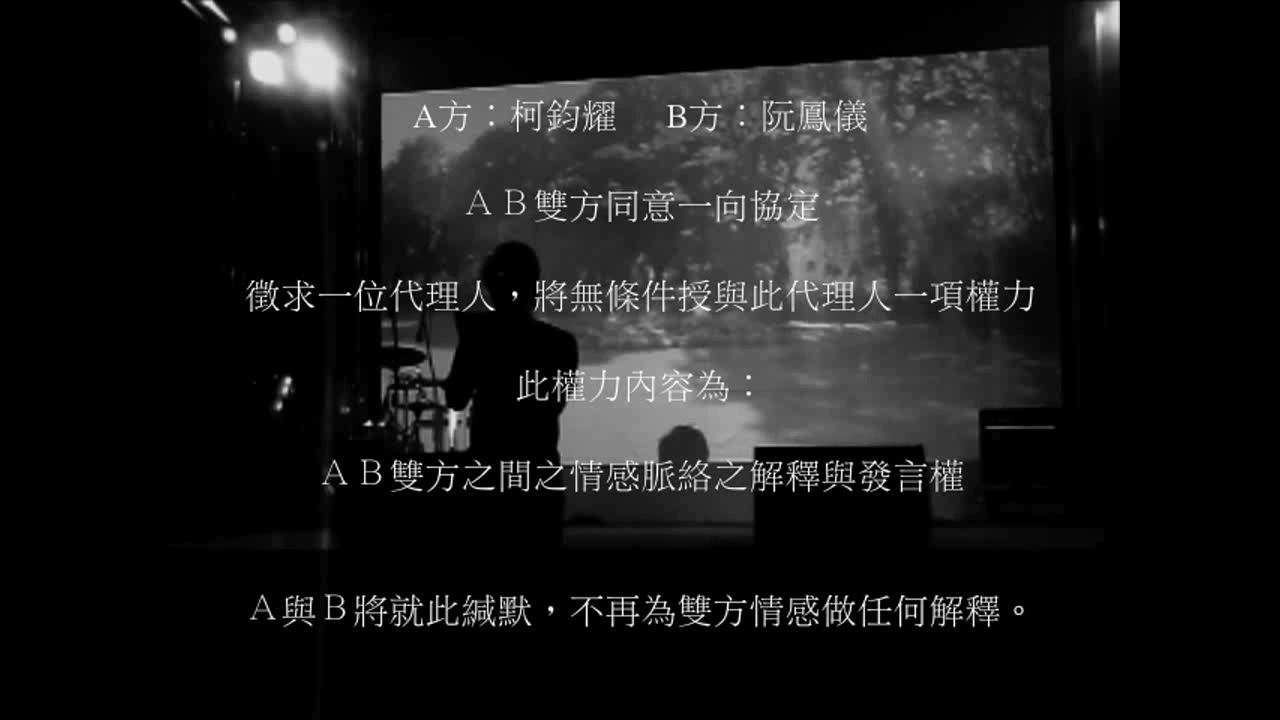 A方：柯鈞耀 B方：阮鳳儀
ＡＢ雙方同意一向協定
徵求一位代理人，將無條件授與此代理人一項權力
此權力內容為：
ＡＢ雙方之間之情感脈絡之解釋與發言權
Ａ與Ｂ將就此緘默，不再為雙方情感做任何解釋。